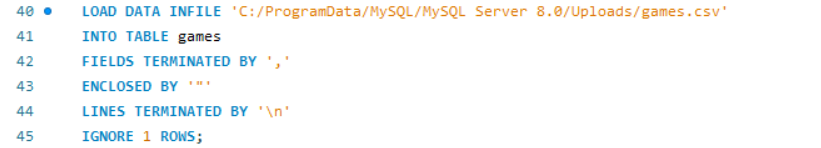 40 LOAD DATA INFILE 'C:/ProgramData/MySQL/MySQL Server 8.0/Uploads/games.csv'
41 INTO TABLE games
42 FIELDS TERMINATED BY ','
43 ENCLOSED BY '"'
44 LINES TERMINATED BY '\n'
45 IGNORE 1 ROWS;